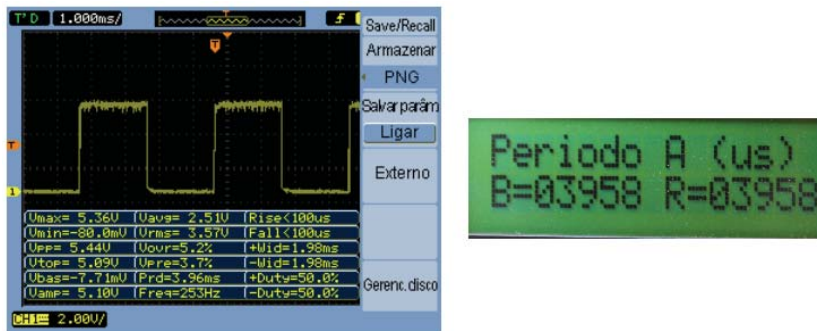 T'D 1.000ms/
Save/Recall
Armazenar
PNG
Salvar parâm
Ligar
Externo
Gerenc.disco
T
T
1
Vmax= 5.36V Vavg= 2.51V Rise<100us
Vmin=-80.0mV Vrms= 3.57V Fall<100us
Vpp= 5.44V Vovr=5.2% +Wid=1.98ms
Vtop= 5.09V Vpre=3.7% -Wid=1.98ms
Vbas=-7.71mV Prd=3.96ms +Duty=50.0%
Vamp= 5.10V Freq=253Hz -Duty=50.0%
CH1 2.00V/
Periodo A (us)
B=03958 R=03958